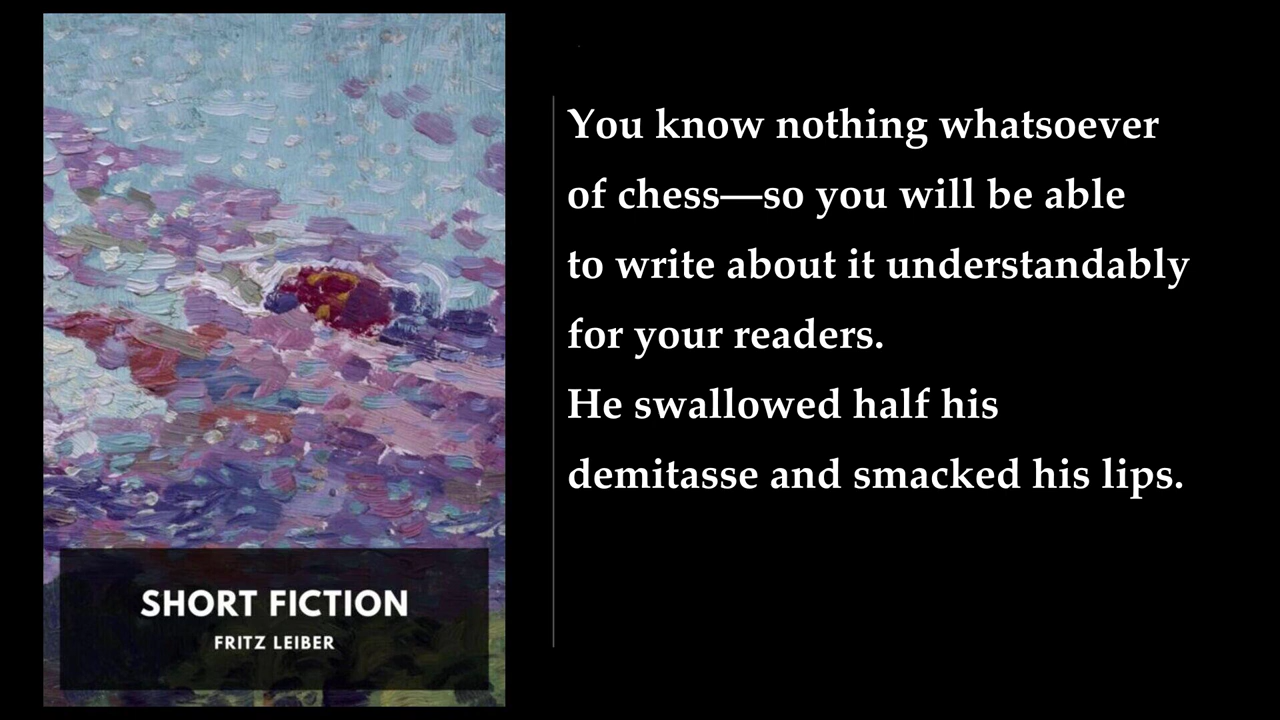 SHORT FICTION
FRITZ LEIBER
You know nothing whatsoever
of chess—so you will be able
to write about it understandably
for your readers.
He swallowed half his
demitasse and smacked his lips.